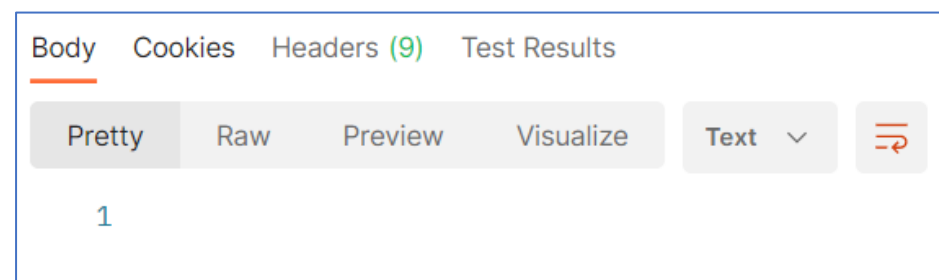 Body Cookies Headers (9) Test Results
Pretty Raw Preview Visualize Text
1